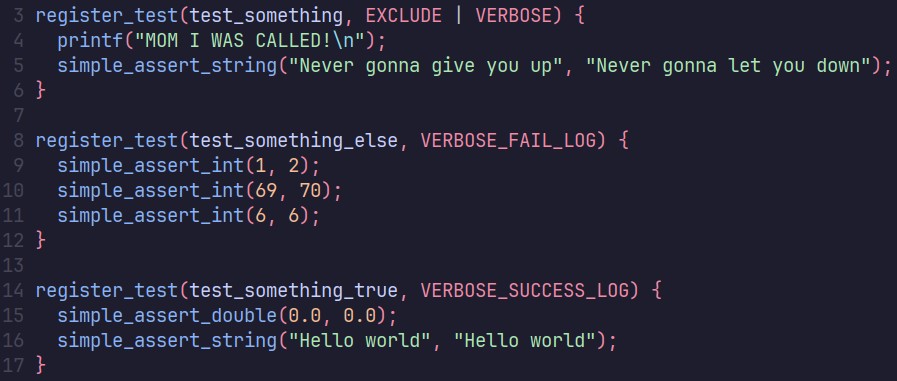 3 register_test(test_something, EXCLUDE | VERBOSE) {
4   printf("MOM I WAS CALLED!\n");
5   simple_assert_string("Never gonna give you up", "Never gonna let you down");
6 }
7
8 register_test(test_something_else, VERBOSE_FAIL_LOG) {
9   simple_assert_int(1, 2);
10   simple_assert_int(69, 70);
11   simple_assert_int(6, 6);
12 }
13
14 register_test(test_something_true, VERBOSE_SUCCESS_LOG) {
15   simple_assert_double(0.0, 0.0);
16   simple_assert_string("Hello world", "Hello world");
17 }